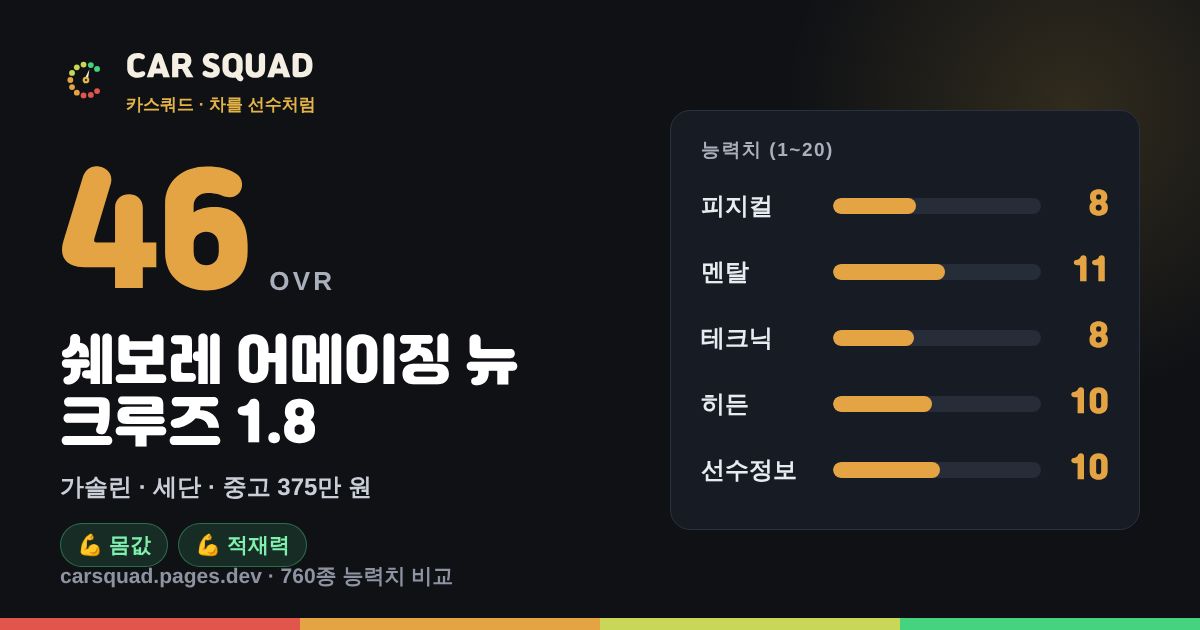 CAR SQUAD
카스쿼드 · 차를 선수처럼
46 OVR
쉐보레 어메이징 뉴
크루즈 1.8
가솔린 · 세단 · 중고 375만 원
💪 몸값 💪 적재력
carsquad.pages.dev · 760종 능력치 비교
능력치 (1~20)
피지컬 8
멘탈 11
테크닉 8
히든 10
선수정보 10